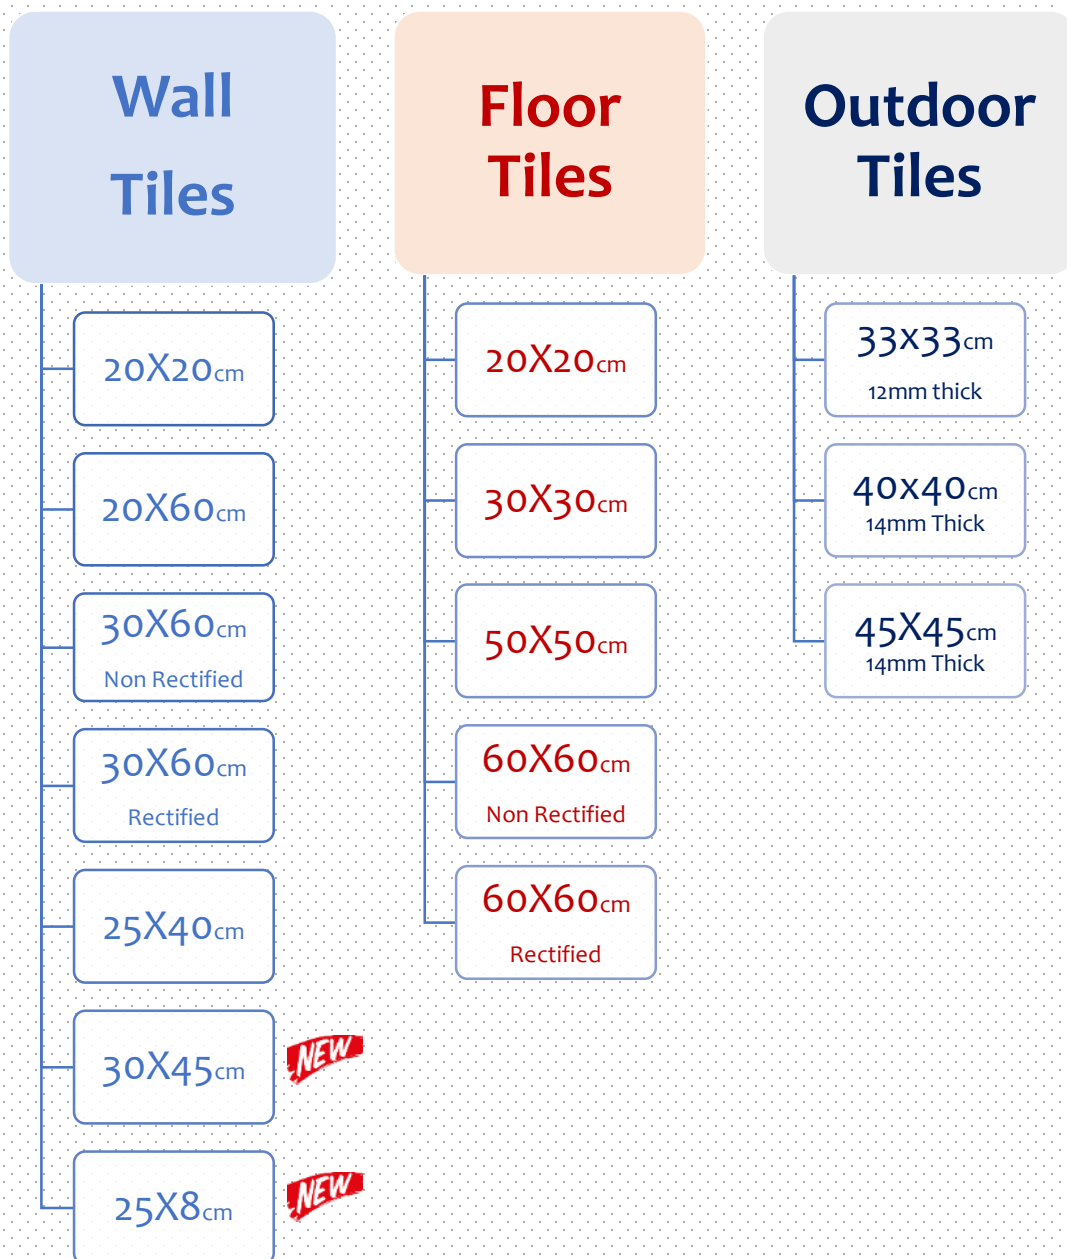 Wall
Tiles
20X20cm
20X60cm
30X60cm
Non Rectified
30X60cm
Rectified
25X40cm
30X45cm
NEW
25X8cm
NEW
Floor
Tiles
20X20cm
30X30cm
50X50cm
60X60cm
Non Rectified
60X60cm
Rectified
Outdoor
Tiles
33x33cm
12mm thick
40x40cm
14mm Thick
45X45cm
14mm Thick